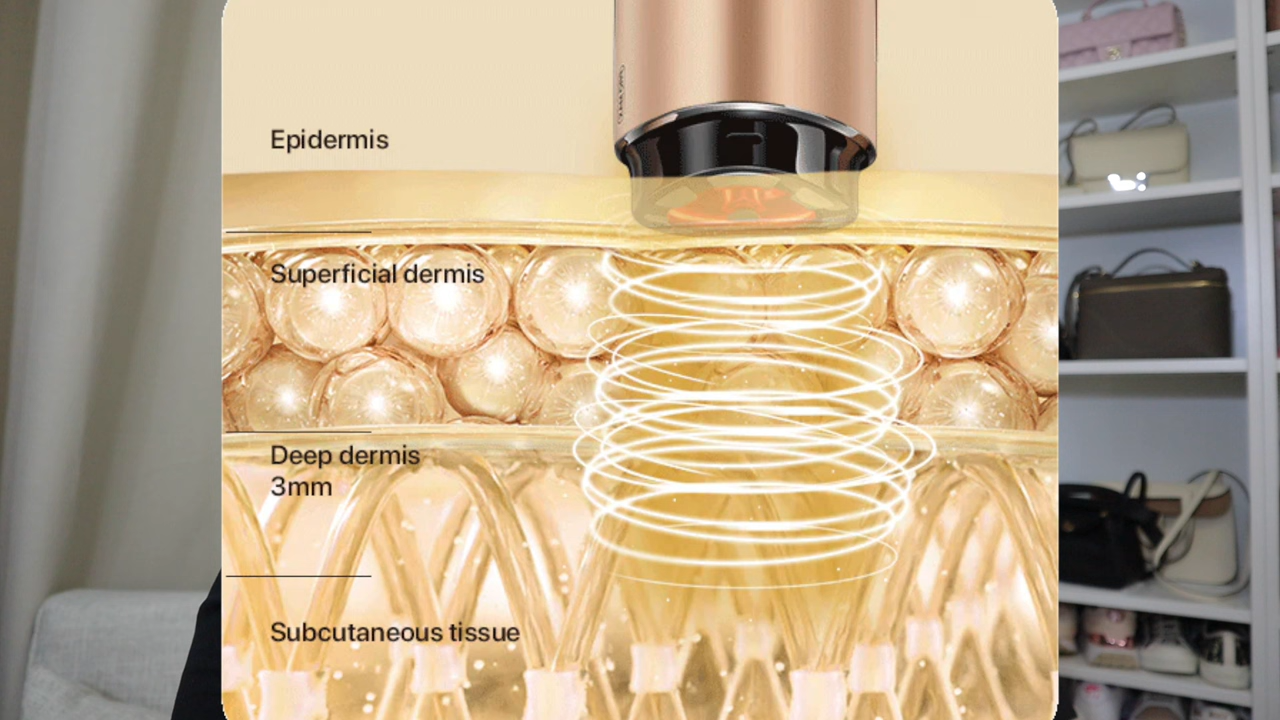 Epidermis
Superficial dermis
Deep dermis
3mm
Subcutaneous tissue